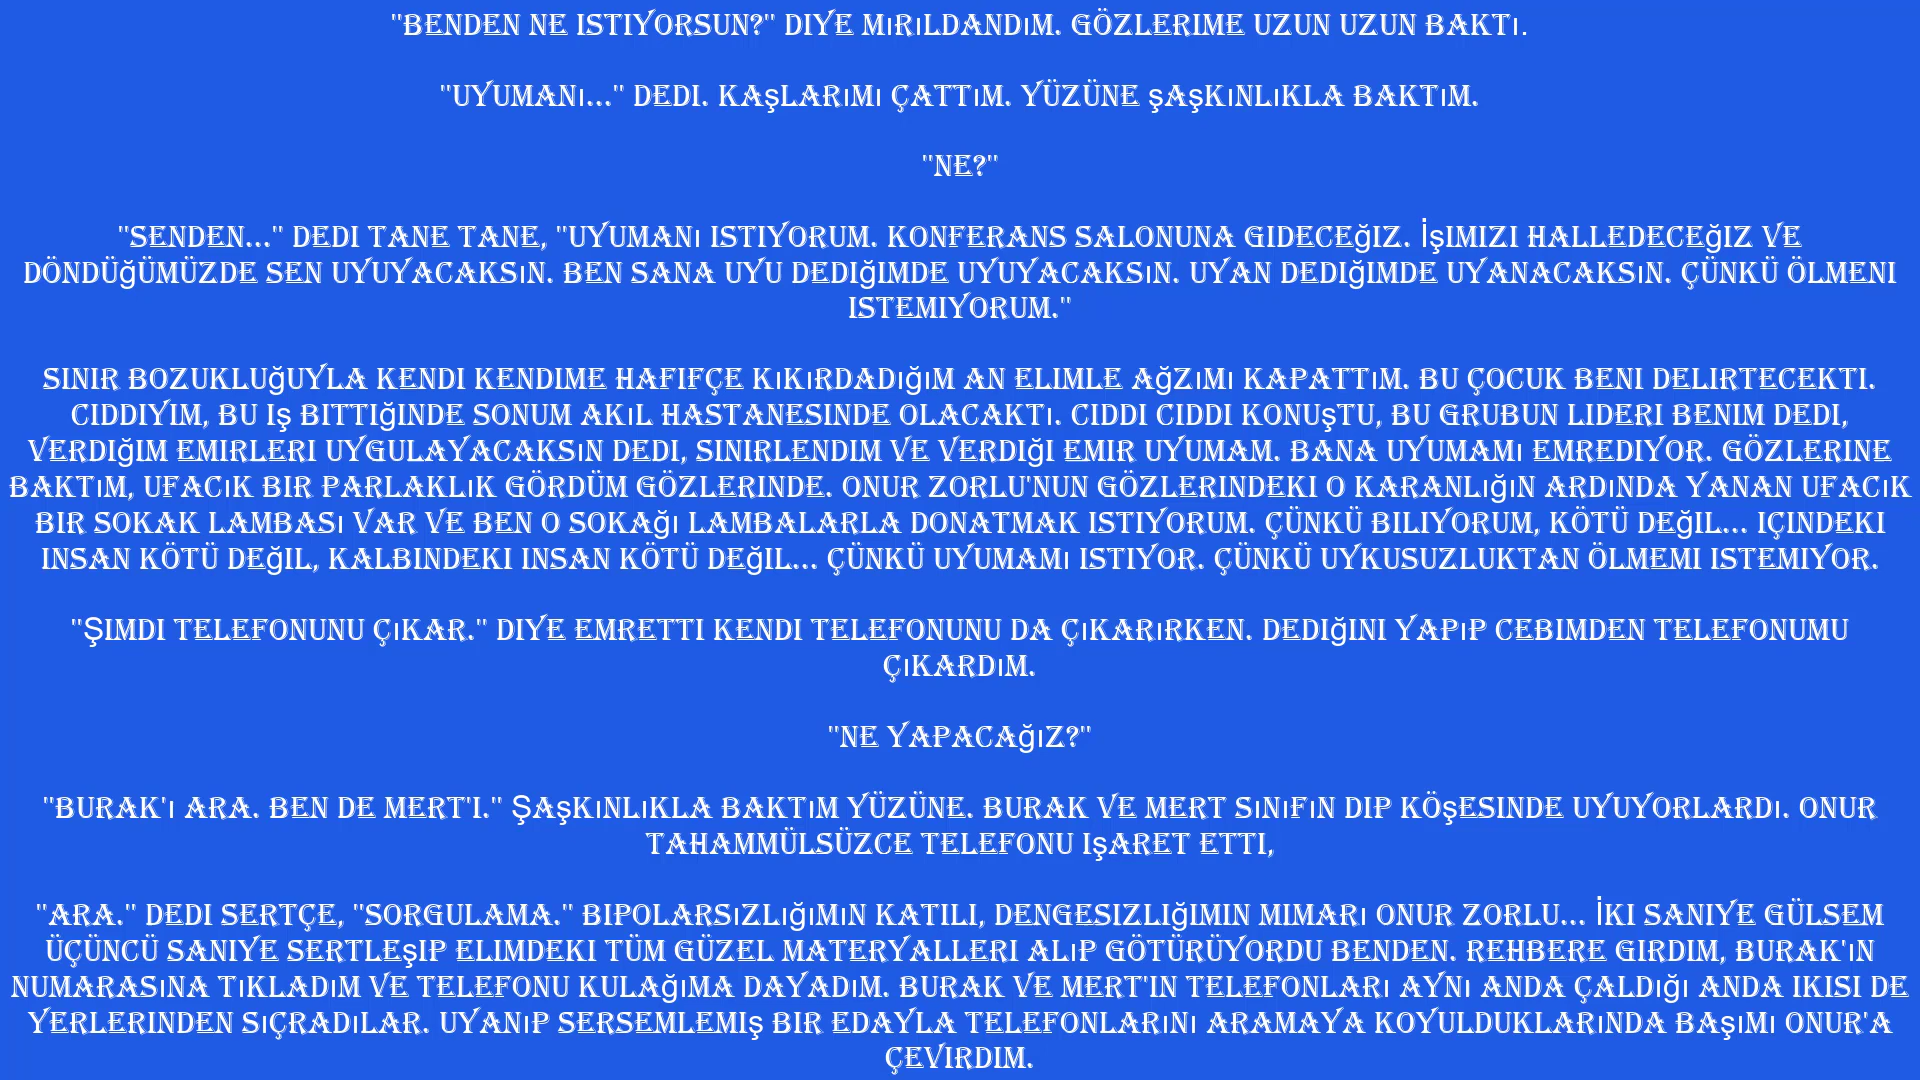 "BENDEN NE ISTIYORSUN?" DIYE MıRıLDANDıM. GÖZLERIME UZUN UZUN BAKTı.
"UYUMANı..." DEDI. KAşLARıMı ÇATTıM. YÜZÜNE şAşKıNLıKLA BAKTıM.
"NE?"
"SENDEN..." DEDI TANE TANE, "UYUMANı ISTIYORUM. KONFERANS SALONUNA GIDECEğIZ. İşIMIZI HALLEDECEğIZ VE
DÖNDÜğÜMÜZDE SEN UYUYACAKSıN. BEN SANA UYU DEDIğIMDE UYUYACAKSıN. UYAN DEDIğIMDE UYANACAKSıN. ÇÜNKÜ ÖLMENI
ISTEMIYORUM."
SINIR BOZUKLUğUYLA KENDI KENDIME HAFIFÇE KıKıRDADığıM AN ELIMLE AğZıMı KAPATTıM. BU ÇOCUK BENI DELIRTECEKTI.
CIDDIYIM, BU Iş BITTIğINDE SONUM AKıL HASTANESINDE OLACAKTı. CIDDI CIDDI KONUşTU, BU GRUBUN LIDERI BENIM DEDI,
VERDIğIM EMIRLERI UYGULAYACAKSıN DEDI, SINIRLENDIM VE VERDIğI EMIR UYUMAM. BANA UYUMAMı EMREDIYOR. GÖZLERINE
BAKTıM, UFACıK BIR PARLAKLıK GÖRDÜM GÖZLERINDE. ONUR ZORLU'NUN GÖZLERINDEKI O KARANLığıN ARDıNDA YANAN UFACıK
BIR SOKAK LAMBASı VAR VE BEN O SOKAğı LAMBALARLA DONATMAK ISTIYORUM. ÇÜNKÜ BILIYORUM, KÖTÜ DEğIL... IÇINDEKI
INSAN KÖTÜ DEğIL, KALBINDEKI INSAN KÖTÜ DEğIL... ÇÜNKÜ UYUMAMı ISTIYOR. ÇÜNKÜ UYKUSUZLUKTAN ÖLMEMI ISTEMIYOR.
"ŞIMDI TELEFONUNU ÇıKAR." DIYE EMRETTI KENDI TELEFONUNU DA ÇıKARıRKEN. DEDIğINI YAPıP CEBIMDEN TELEFONUMU
ÇıKARDıM.
"NE YAPACAğıZ?"
"BURAK'ı ARA. BEN DE MERT'I." ŞAşKıNLıKLA BAKTıM YÜZÜNE. BURAK VE MERT SıNıFıN DIP KÖşESINDE UYUYORLARDı. ONUR
TAHAMMÜLSÜZCE TELEFONU IşARET ETTI,
"ARA." DEDI SERTÇE, "SORGULAMA." BIPOLARSıZLığıMıN KATILI, DENGESIZLIğIMIN MIMARı ONUR ZORLU... İKI SANIYE GÜLSEM
ÜÇÜNCÜ SANIYE SERTLEşIP ELIMDEKI TÜM GÜZEL MATERYALLERI ALıP GÖTÜRÜYORDU BENDEN. REHBERE GIRDIM, BURAK'ıN
NUMARASıNA TıKLADıM VE TELEFONU KULAğıMA DAYADıM. BURAK VE MERT'IN TELEFONLARı AYNı ANDA ÇALDığı ANDA IKISI DE
YERLERINDEN SıÇRADıLAR. UYANıP SERSEMLEMIş BIR EDAYLA TELEFONLARıNı ARAMAYA KOYULDUKLARıNDA BAşıMı ONUR'A
ÇEVIRDIM.